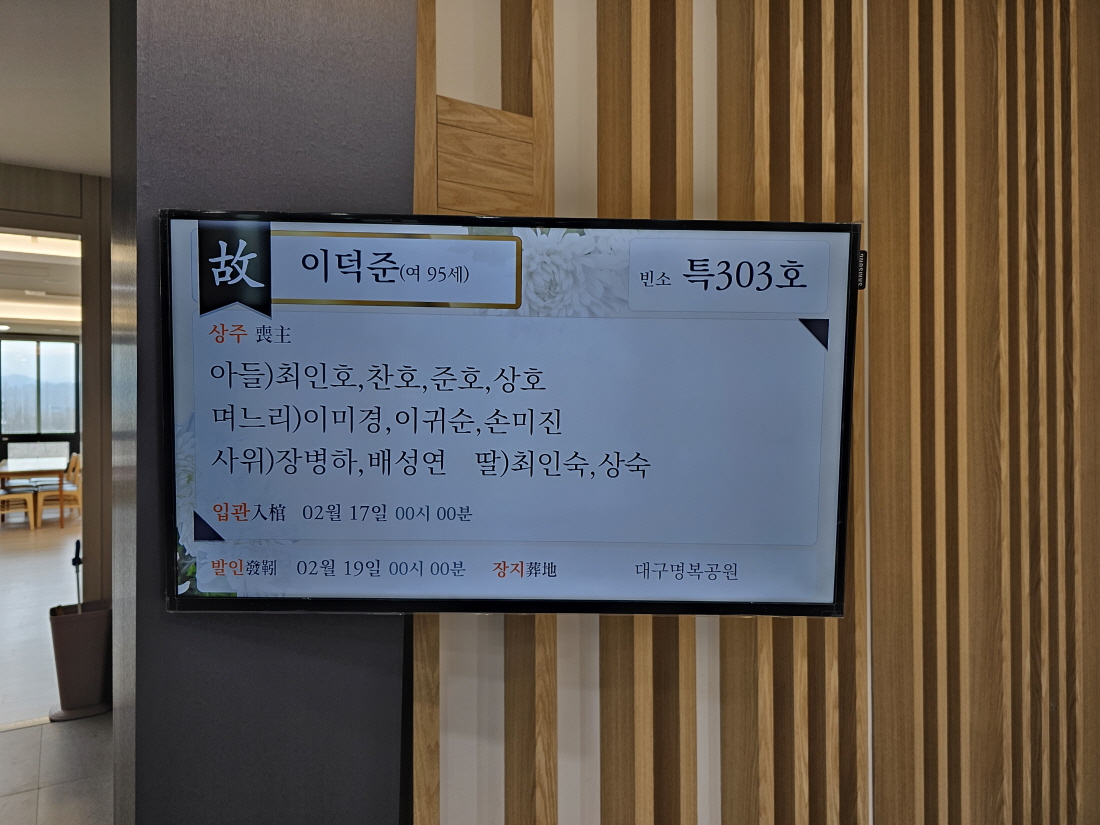 故 이덕준(여 95세) 빈소 특303호
상주 喪主
아들)최인호,찬호,준호,상호
며느리)이미경,이귀순,손미진
사위)장병하,배성연 딸)최인숙,상숙
입관入棺 02월 17일 00시 00분
발인發靷 02월 19일 00시 00분 장지葬地 대구명복공원
SAMSUNG